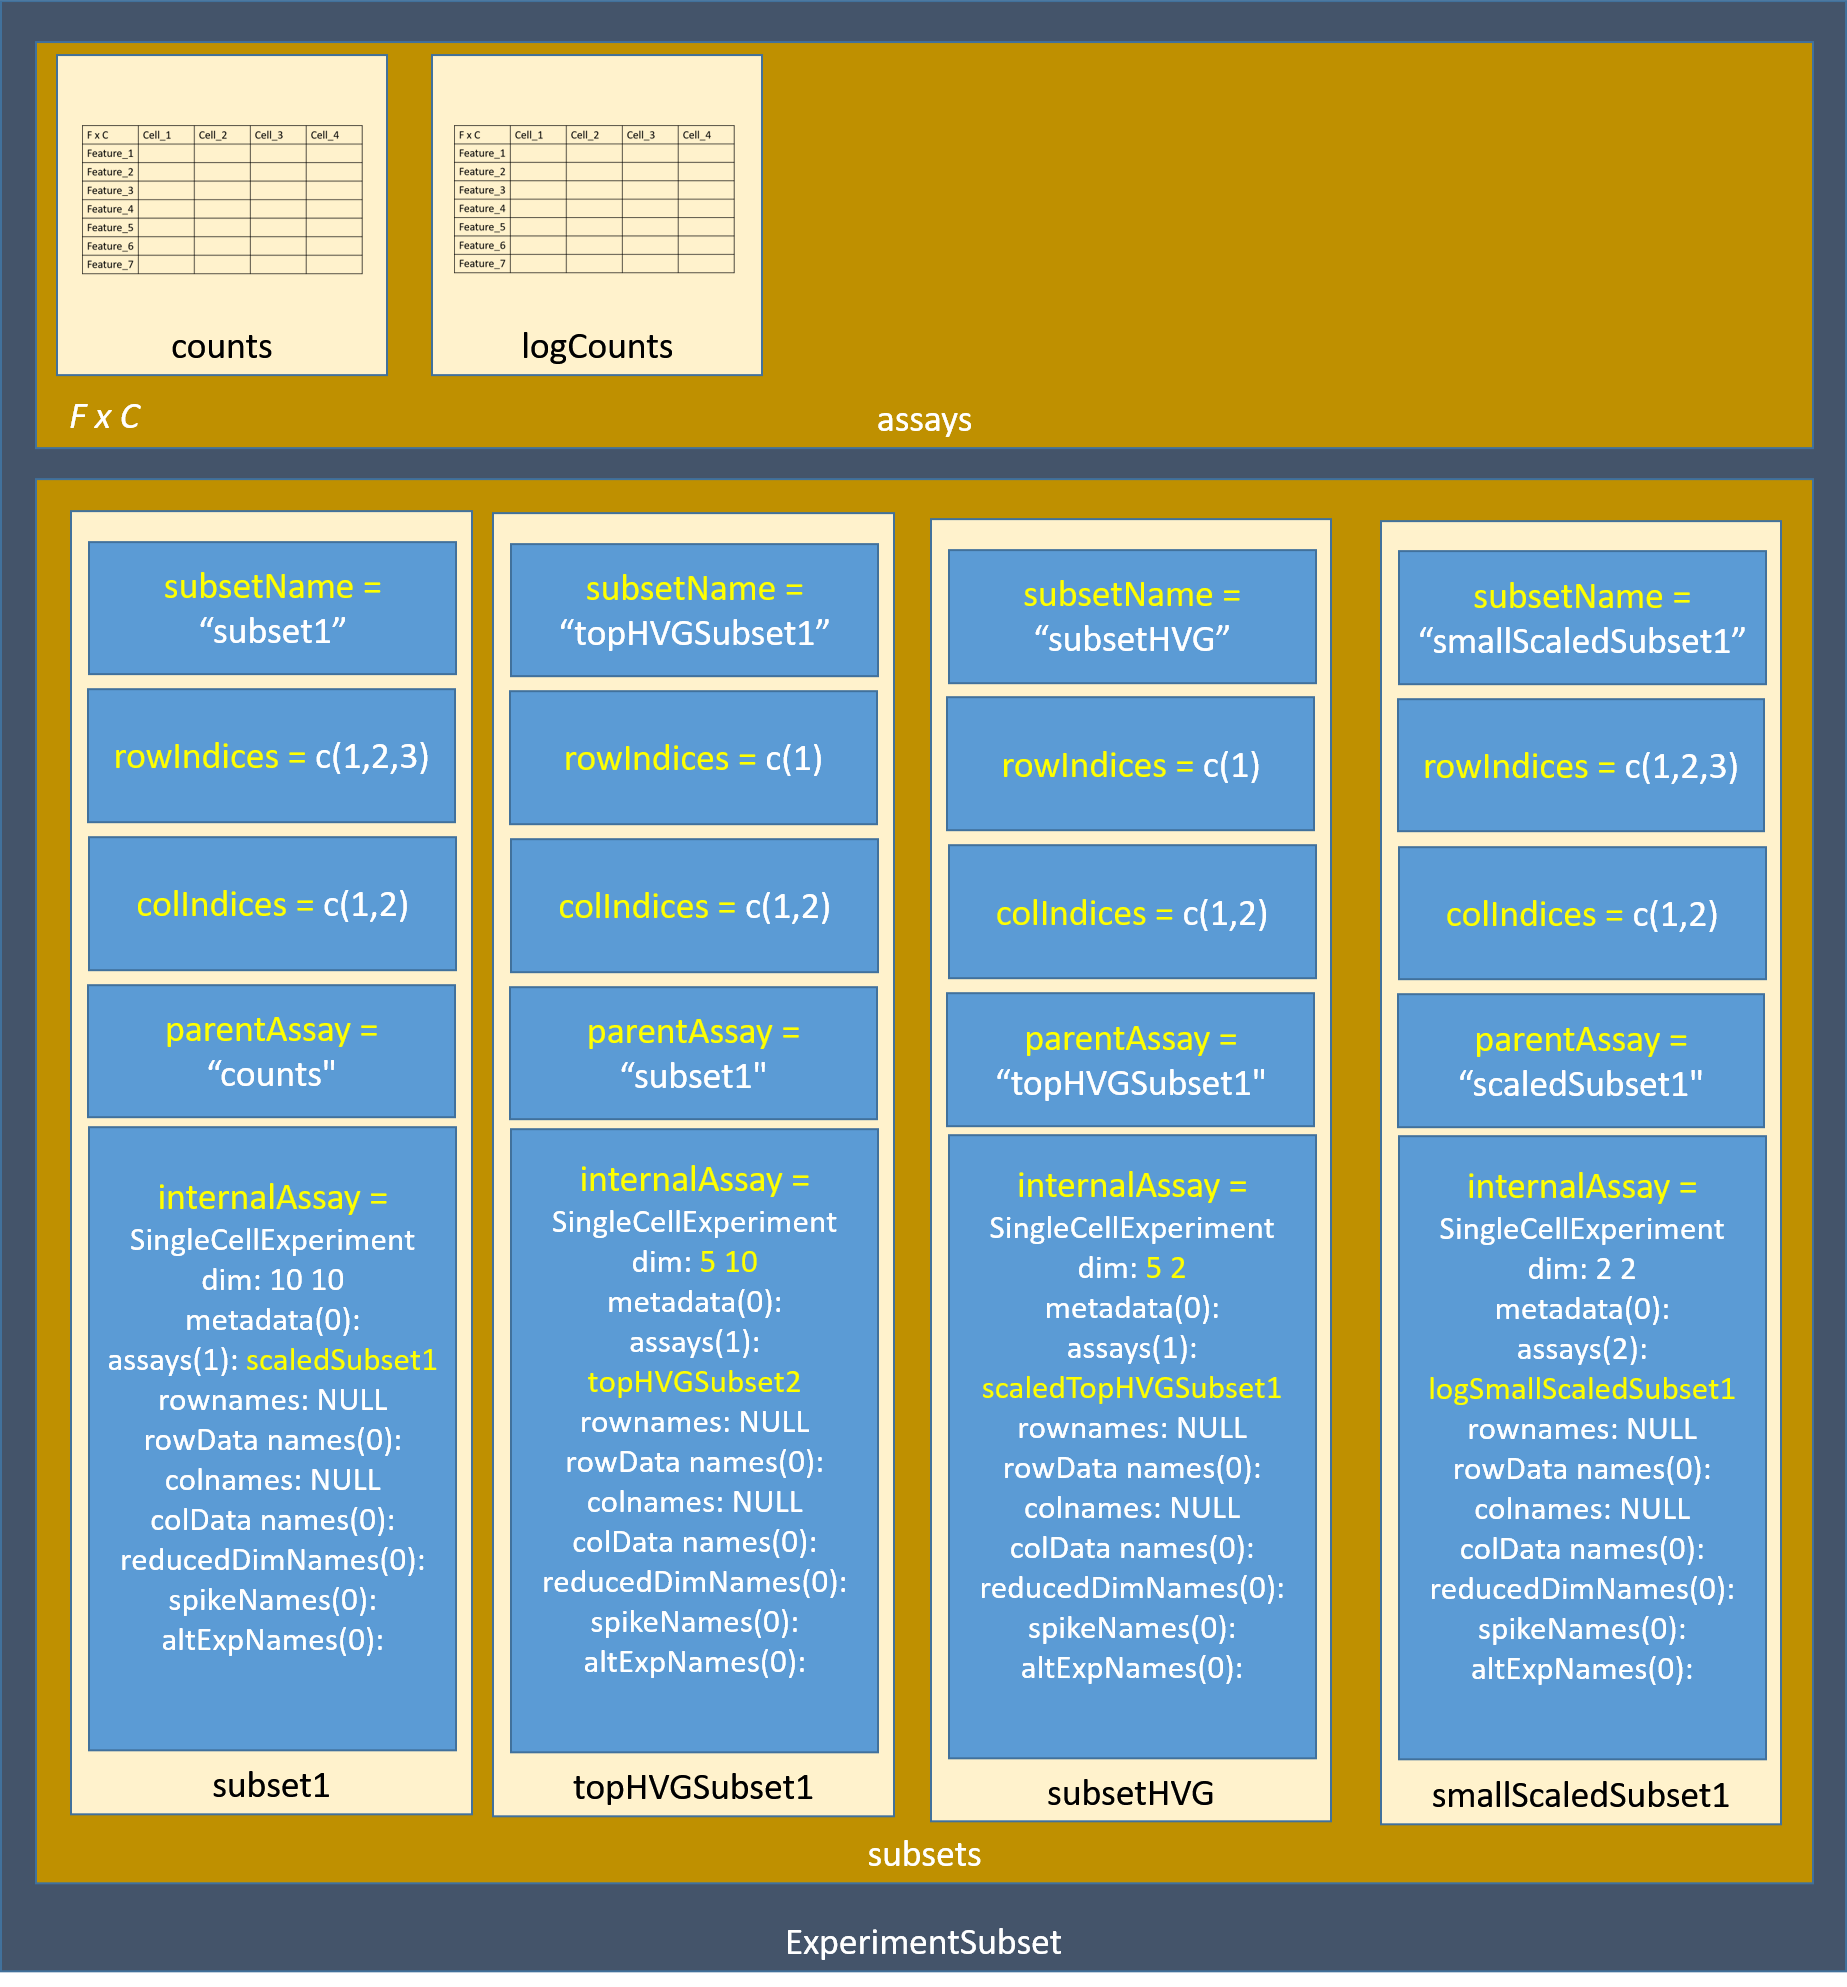 F x C Cell_1 Cell_2 Cell_3 Cell_4
Feature_1
Feature_2
Feature_3
Feature_4
Feature_5
Feature_6
Feature_7
counts
F x C Cell_1 Cell_2 Cell_3 Cell_4
Feature_1
Feature_2
Feature_3
Feature_4
Feature_5
Feature_6
Feature_7
logCounts
F x C
assays
subsetName =
“subset1”
rowIndices = c(1,2,3)
colIndices = c(1,2)
parentAssay =
“counts"
internalAssay =
SingleCellExperiment
dim: 10 10
metadata(0):
assays(1): scaledSubset1
rownames: NULL
rowData names(0):
colnames: NULL
colData names(0):
reducedDimNames(0):
spikeNames(0):
altExpNames(0):
subset1
subsetName =
“topHVGSubset1”
rowIndices = c(1)
colIndices = c(1,2)
parentAssay =
“subset1"
internalAssay =
SingleCellExperiment
dim: 5 10
metadata(0):
assays(1):
topHVGSubset2
rownames: NULL
rowData names(0):
colnames: NULL
colData names(0):
reducedDimNames(0):
spikeNames(0):
altExpNames(0):
topHVGSubset1
subsetName =
“subsetHVG”
rowIndices = c(1)
colIndices = c(1,2)
parentAssay =
“topHVGSubset1"
internalAssay =
SingleCellExperiment
dim: 5 2
metadata(0):
assays(1):
scaledTopHVGSubset1
rownames: NULL
rowData names(0):
colnames: NULL
colData names(0):
reducedDimNames(0):
spikeNames(0):
altExpNames(0):
subsetHVG
subsetName =
“smallScaledSubset1”
rowIndices = c(1,2,3)
colIndices = c(1,2)
parentAssay =
“scaledSubset1"
internalAssay =
SingleCellExperiment
dim: 2 2
metadata(0):
assays(2):
logSmallScaledSubset1
rownames: NULL
rowData names(0):
colnames: NULL
colData names(0):
reducedDimNames(0):
spikeNames(0):
altExpNames(0):
smallScaledSubset1
subsets
ExperimentSubset